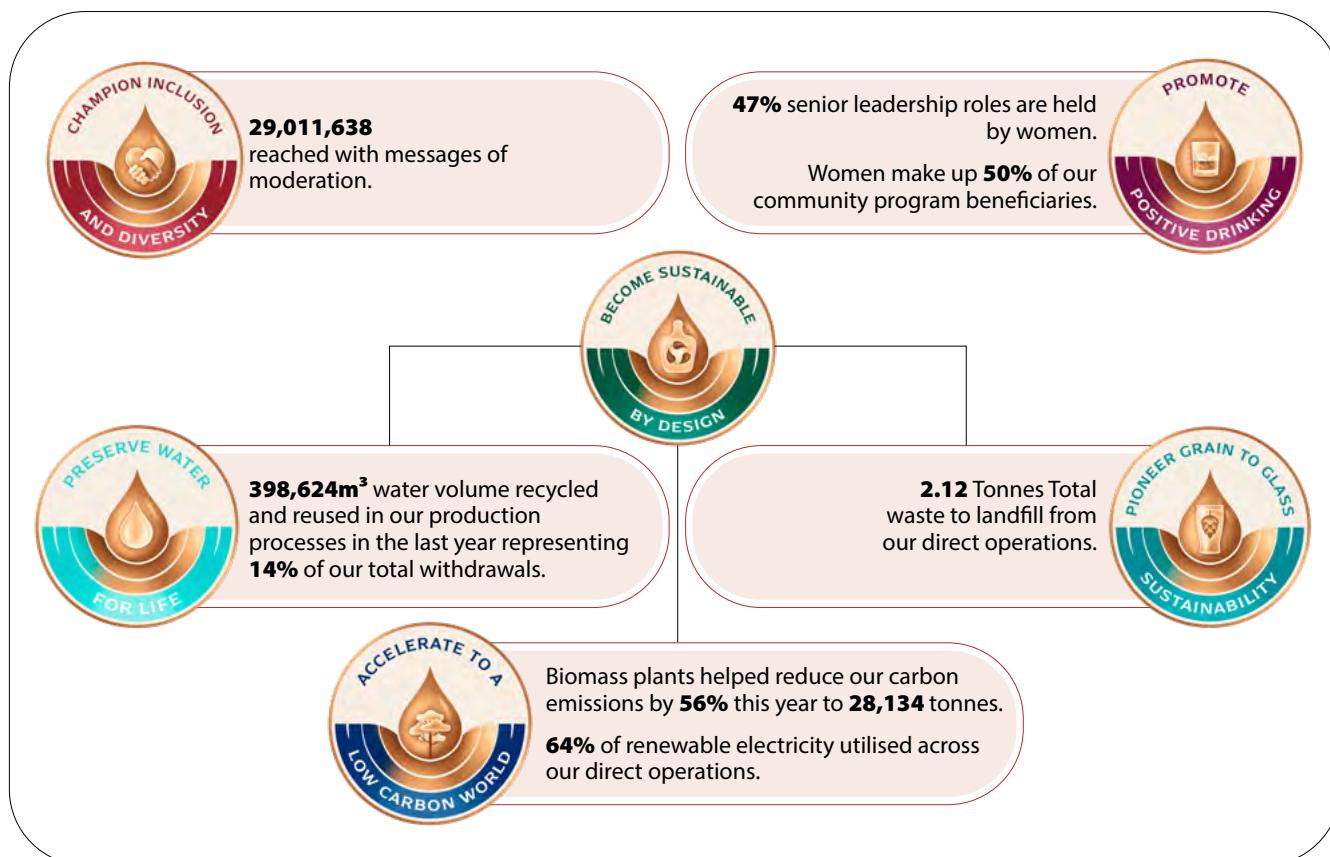 CHAMPION INCLUSION
AND DIVERSITY
29,011,638
reached with messages of
moderation.
47% senior leadership roles are held
by women.
Women make up 50% of our
community program beneficiaries.
PROMOTE
POSITIVE DRINKING
BECOME SUSTAINABLE
BY DESIGN
PRESERVE WATER
FOR LIFE
398,624m³ water volume recycled
and reused in our production
processes in the last year representing
14% of our total withdrawals.
2.12 Tonnes Total
waste to landfill from
our direct operations.
PIONEER GRAIN TO GLASS
SUSTAINABILITY
ACCELERATE TO A
LOW CARBON WORLD
Biomass plants helped reduce our carbon
emissions by 56% this year to 28,134 tonnes.
64% of renewable electricity utilised across
our direct operations.